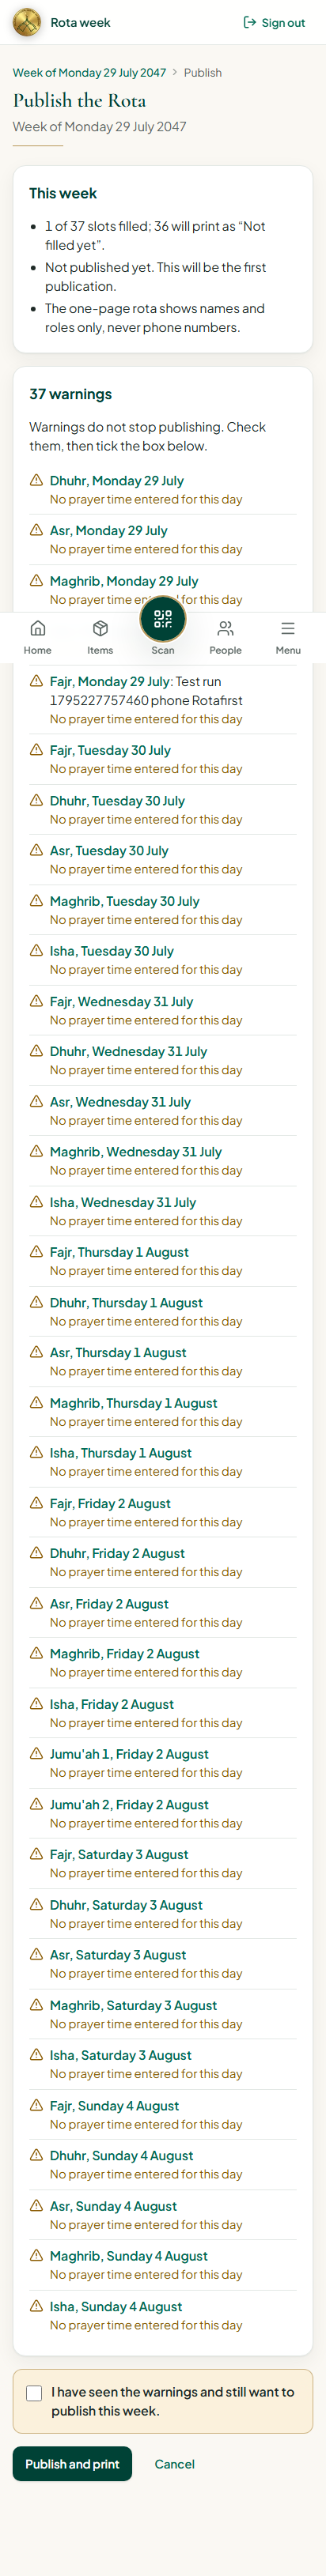 Rota week
Sign out
Week of Monday 29 July 2047 > Publish
Publish the Rota
Week of Monday 29 July 2047
This week
• 1 of 37 slots filled; 36 will print as “Not
filled yet”.
• Not published yet. This will be the first
publication.
• The one-page rota shows names and
roles only, never phone numbers.
37 warnings
Warnings do not stop publishing. Check
them, then tick the box below.
Dhuhr, Monday 29 July
No prayer time entered for this day
Asr, Monday 29 July
No prayer time entered for this day
Maghrib, Monday 29 July
No prayer time entered for this day
Home
Items
Scan
People
Menu
Fajr, Monday 29 July: Test run
1795227757460 phone Rotafirst
No prayer time entered for this day
Fajr, Tuesday 30 July
No prayer time entered for this day
Dhuhr, Tuesday 30 July
No prayer time entered for this day
Asr, Tuesday 30 July
No prayer time entered for this day
Maghrib, Tuesday 30 July
No prayer time entered for this day
Isha, Tuesday 30 July
No prayer time entered for this day
Fajr, Wednesday 31 July
No prayer time entered for this day
Dhuhr, Wednesday 31 July
No prayer time entered for this day
Asr, Wednesday 31 July
No prayer time entered for this day
Maghrib, Wednesday 31 July
No prayer time entered for this day
Isha, Wednesday 31 July
No prayer time entered for this day
Fajr, Thursday 1 August
No prayer time entered for this day
Dhuhr, Thursday 1 August
No prayer time entered for this day
Asr, Thursday 1 August
No prayer time entered for this day
Maghrib, Thursday 1 August
No prayer time entered for this day
Isha, Thursday 1 August
No prayer time entered for this day
Fajr, Friday 2 August
No prayer time entered for this day
Dhuhr, Friday 2 August
No prayer time entered for this day
Asr, Friday 2 August
No prayer time entered for this day
Maghrib, Friday 2 August
No prayer time entered for this day
Isha, Friday 2 August
No prayer time entered for this day
Jumu'ah 1, Friday 2 August
No prayer time entered for this day
Jumu'ah 2, Friday 2 August
No prayer time entered for this day
Fajr, Saturday 3 August
No prayer time entered for this day
Dhuhr, Saturday 3 August
No prayer time entered for this day
Asr, Saturday 3 August
No prayer time entered for this day
Maghrib, Saturday 3 August
No prayer time entered for this day
Isha, Saturday 3 August
No prayer time entered for this day
Fajr, Sunday 4 August
No prayer time entered for this day
Dhuhr, Sunday 4 August
No prayer time entered for this day
Asr, Sunday 4 August
No prayer time entered for this day
Maghrib, Sunday 4 August
No prayer time entered for this day
Isha, Sunday 4 August
No prayer time entered for this day
I have seen the warnings and still want to
publish this week.
Publish and print
Cancel